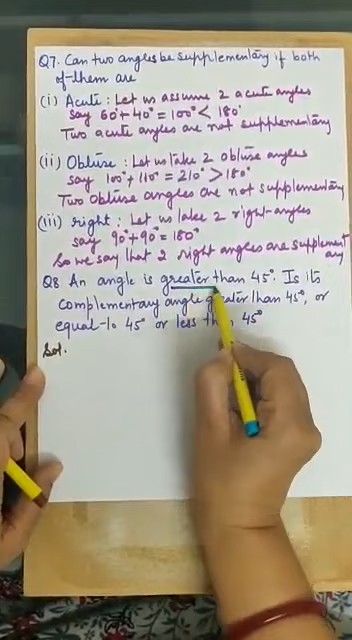 Q7. Can two angles be supplementary if both
of them are
(i) Acute : Let us assume 2 acute angles
say 60° + 40° = 100° < 180°
Two acute angles are not supplementary
(ii) Obtuse : Let us take 2 obtuse angles
say 100° + 110° = 210° > 180°
Two obtuse angles are not supplementary
(iii) right : Let us take 2 right-angles
say 90° + 90° = 180°
So we say that 2 right angles are supplement
ary
Q8 An angle is greater than 45°. Is its
complementary angle greater than 45°, or
equal to 45° or less than 45°
Sol.